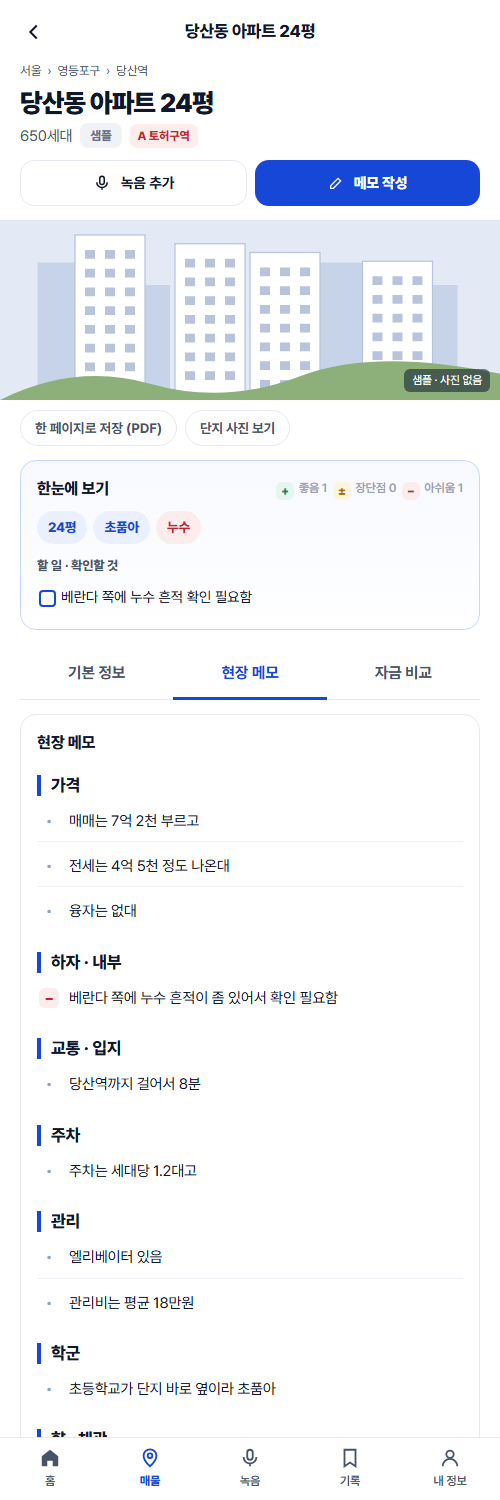 당산동 아파트 24평
서울 › 영등포구 › 당산역
당산동 아파트 24평
650세대 샘플 A 토허구역
녹음 추가
메모 작성
샘플 · 사진 없음
한 페이지로 저장 (PDF)
단지 사진 보기
한눈에 보기
+ 좋음 1 ± 장단점 0 − 아쉬움 1
24평 초품아 누수
할 일 · 확인할 것
베란다 쪽에 누수 흔적 확인 필요함
기본 정보 현장 메모 자금 비교
현장 메모
가격
• 매매는 7억 2천 부르고
• 전세는 4억 5천 정도 나온대
• 융자는 없대
하자 · 내부
− 베란다 쪽에 누수 흔적이 좀 있어서 확인 필요함
교통 · 입지
• 당산역까지 걸어서 8분
주차
• 주차는 세대당 1.2대고
관리
• 엘리베이터 있음
• 관리비는 평균 18만원
학군
• 초등학교가 단지 바로 옆이라 초품아
홈 매물 녹음 기록 내 정보